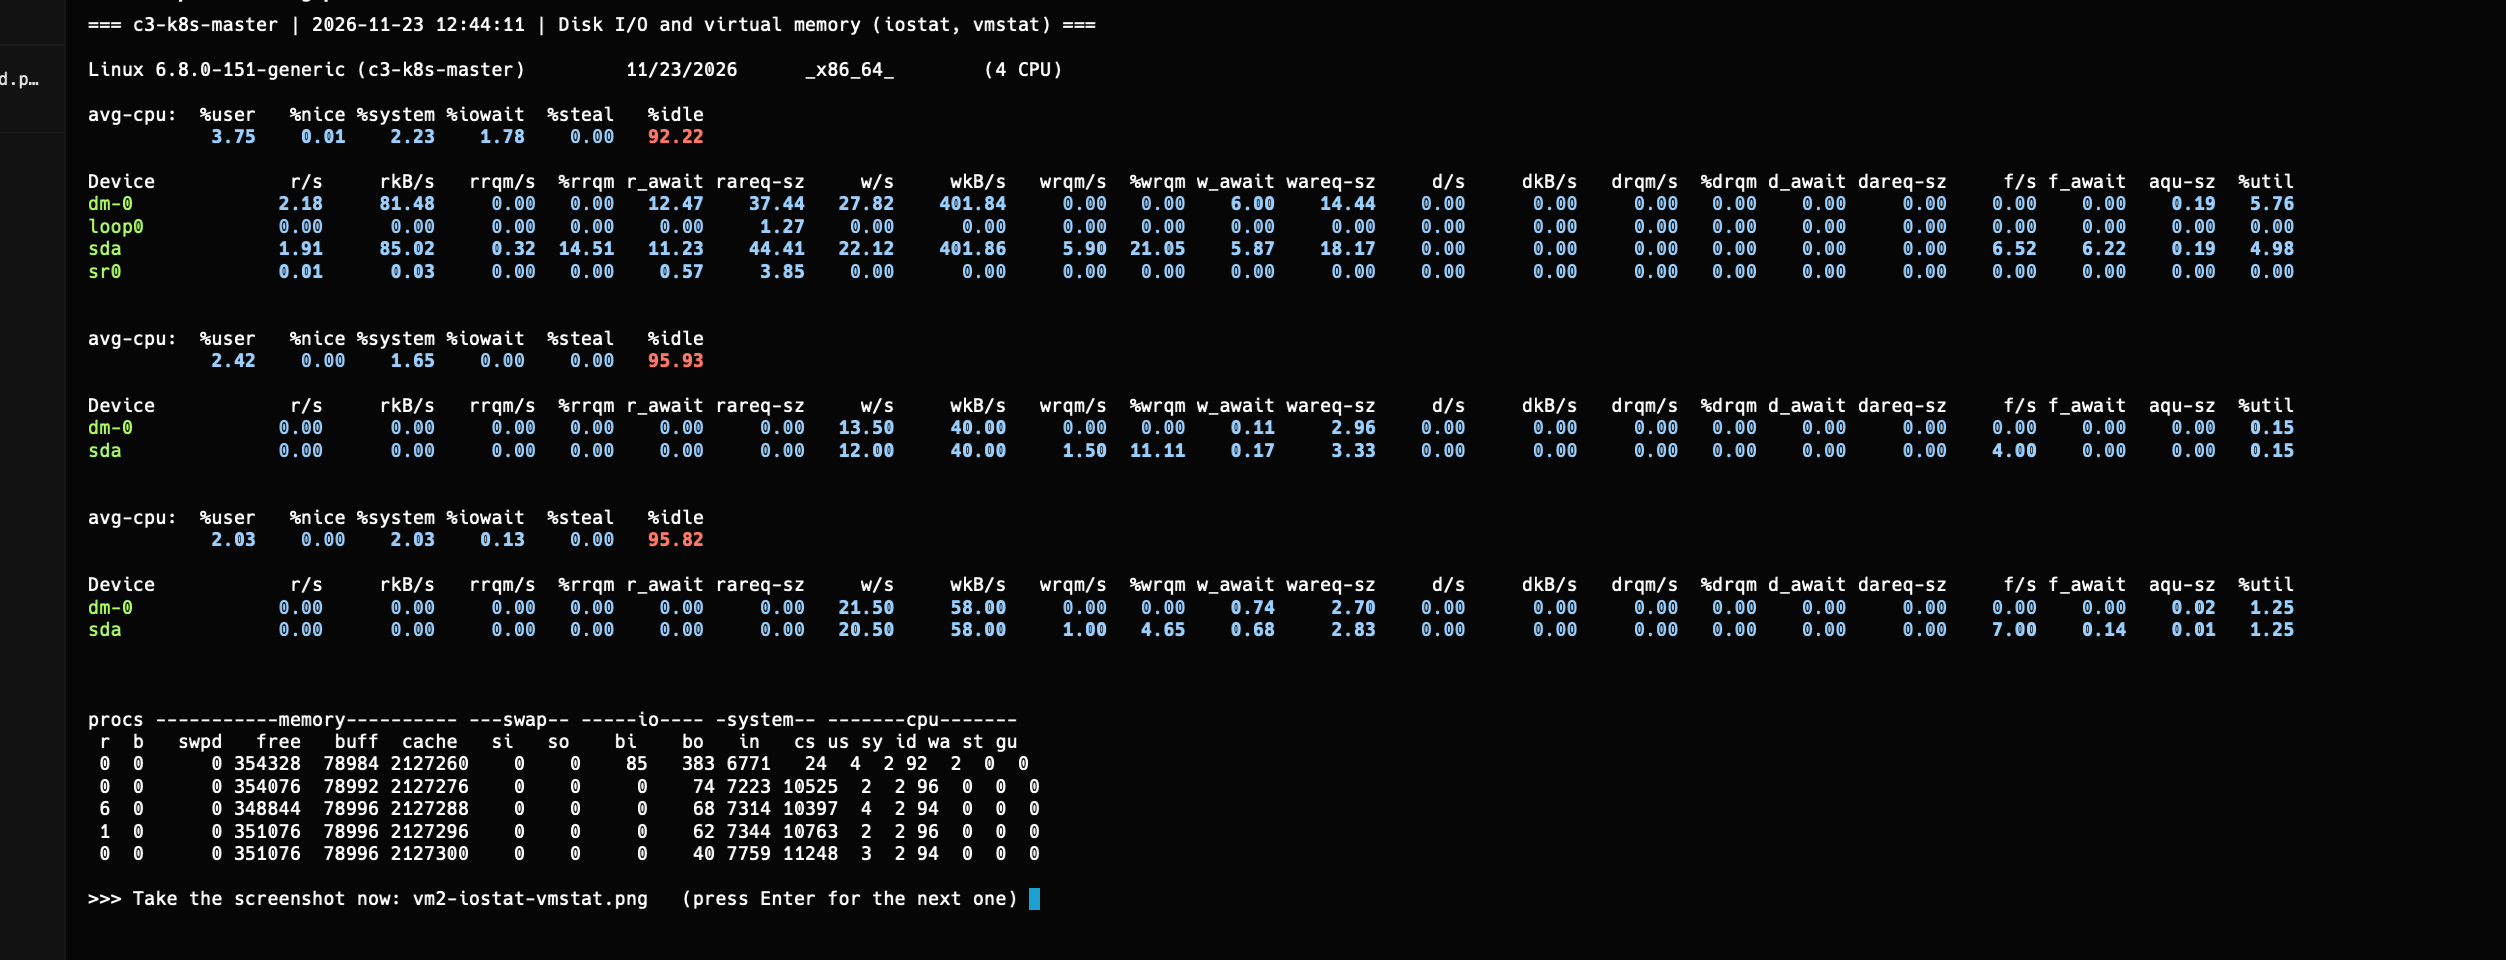 d.p…
=== c3-k8s-master | 2026-11-23 12:44:11 | Disk I/O and virtual memory (iostat, vmstat) ===
Linux 6.8.0-151-generic (c3-k8s-master) 11/23/2026 _x86_64_ (4 CPU)
avg-cpu: %user %nice %system %iowait %steal %idle
3.75 0.01 2.23 1.78 0.00 92.22
Device r/s rkB/s rrqm/s %rrqm r_await rareq-sz w/s wkB/s wrqm/s %wrqm w_await wareq-sz d/s dkB/s drqm/s %drqm d_await dareq-sz f/s f_await aqu-sz %util
dm-0 2.18 81.48 0.00 0.00 12.47 37.44 27.82 401.84 0.00 0.00 6.00 14.44 0.00 0.00 0.00 0.00 0.00 0.00 0.00 0.00 0.19 5.76
loop0 0.00 0.00 0.00 0.00 0.00 1.27 0.00 0.00 0.00 0.00 0.00 0.00 0.00 0.00 0.00 0.00 0.00 0.00 0.00 0.00 0.00 0.00
sda 1.91 85.02 0.32 14.51 11.23 44.41 22.12 401.86 5.90 21.05 5.87 18.17 0.00 0.00 0.00 0.00 0.00 0.00 6.52 6.22 0.19 4.98
sr0 0.01 0.03 0.00 0.00 0.57 3.85 0.00 0.00 0.00 0.00 0.00 0.00 0.00 0.00 0.00 0.00 0.00 0.00 0.00 0.00 0.00 0.00
avg-cpu: %user %nice %system %iowait %steal %idle
2.42 0.00 1.65 0.00 0.00 95.93
Device r/s rkB/s rrqm/s %rrqm r_await rareq-sz w/s wkB/s wrqm/s %wrqm w_await wareq-sz d/s dkB/s drqm/s %drqm d_await dareq-sz f/s f_await aqu-sz %util
dm-0 0.00 0.00 0.00 0.00 0.00 0.00 13.50 40.00 0.00 0.00 0.11 2.96 0.00 0.00 0.00 0.00 0.00 0.00 0.00 0.00 0.00 0.15
sda 0.00 0.00 0.00 0.00 0.00 0.00 12.00 40.00 1.50 11.11 0.17 3.33 0.00 0.00 0.00 0.00 0.00 0.00 4.00 0.00 0.00 0.15
avg-cpu: %user %nice %system %iowait %steal %idle
2.03 0.00 2.03 0.13 0.00 95.82
Device r/s rkB/s rrqm/s %rrqm r_await rareq-sz w/s wkB/s wrqm/s %wrqm w_await wareq-sz d/s dkB/s drqm/s %drqm d_await dareq-sz f/s f_await aqu-sz %util
dm-0 0.00 0.00 0.00 0.00 0.00 0.00 21.50 58.00 0.00 0.00 0.74 2.70 0.00 0.00 0.00 0.00 0.00 0.00 0.00 0.00 0.02 1.25
sda 0.00 0.00 0.00 0.00 0.00 0.00 20.50 58.00 1.00 4.65 0.68 2.83 0.00 0.00 0.00 0.00 0.00 0.00 7.00 0.14 0.01 1.25
procs -----------memory---------- ---swap-- -----io---- -system-- -------cpu-------
r b swpd free buff cache si so bi bo in cs us sy id wa st gu
0 0 0 354328 78984 2127260 0 0 85 383 6771 24 4 2 92 2 0 0
0 0 0 354076 78992 2127276 0 0 0 74 7223 10525 2 2 96 0 0 0
6 0 0 348844 78996 2127288 0 0 0 68 7314 10397 4 2 94 0 0 0
1 0 0 351076 78996 2127296 0 0 0 62 7344 10763 2 2 96 0 0 0
0 0 0 351076 78996 2127300 0 0 0 40 7759 11248 3 2 94 0 0 0
>>> Take the screenshot now: vm2-iostat-vmstat.png (press Enter for the next one)